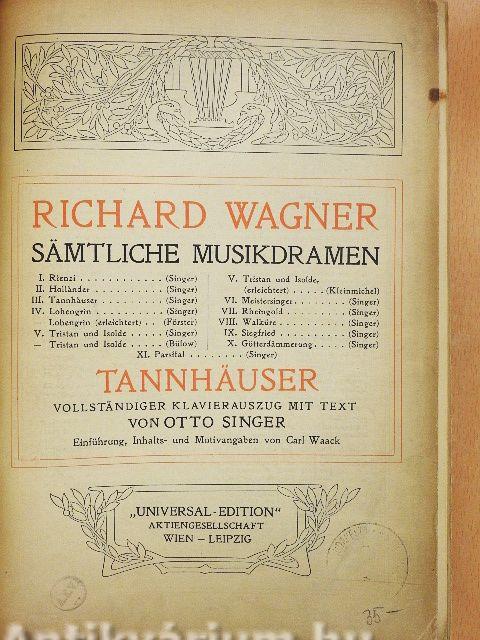 RICHARD WAGNER
SÄMTLICHE MUSIKDRAMEN
I. Rienzi . . . . . . . . . . . . (Singer)
II. Holländer . . . . . . . . . . (Singer)
III. Tannhäuser . . . . . . . . . (Singer)
IV. Lohengrin . . . . . . . . . . (Singer)
— Lohengrin (erleichtert) . . (Förster)
V. Tristan und Isolde . . . . . (Singer)
— Tristan und Isolde . . . . . (Bülow)
V. Tristan und Isolde,
(erleichtert) . . . . . (Kleinmichel)
VI. Meistersinger . . . . . . . . (Singer)
VII. Rheingold . . . . . . . . . . (Singer)
VIII. Walküre . . . . . . . . . . . (Singer)
IX. Siegfried . . . . . . . . . . . (Singer)
X. Götterdämmerung . . . . . (Singer)
XI. Parsifal . . . . . . . . (Singer)
TANNHÄUSER
VOLLSTÄNDIGER KLAVIERAUSZUG MIT TEXT
VON OTTO SINGER
Einführung, Inhalts- und Motivangaben von Carl Waack
„UNIVERSAL-EDITION“
AKTIENGESELLSCHAFT
WIEN – LEIPZIG
35—
Antikvárium.hu